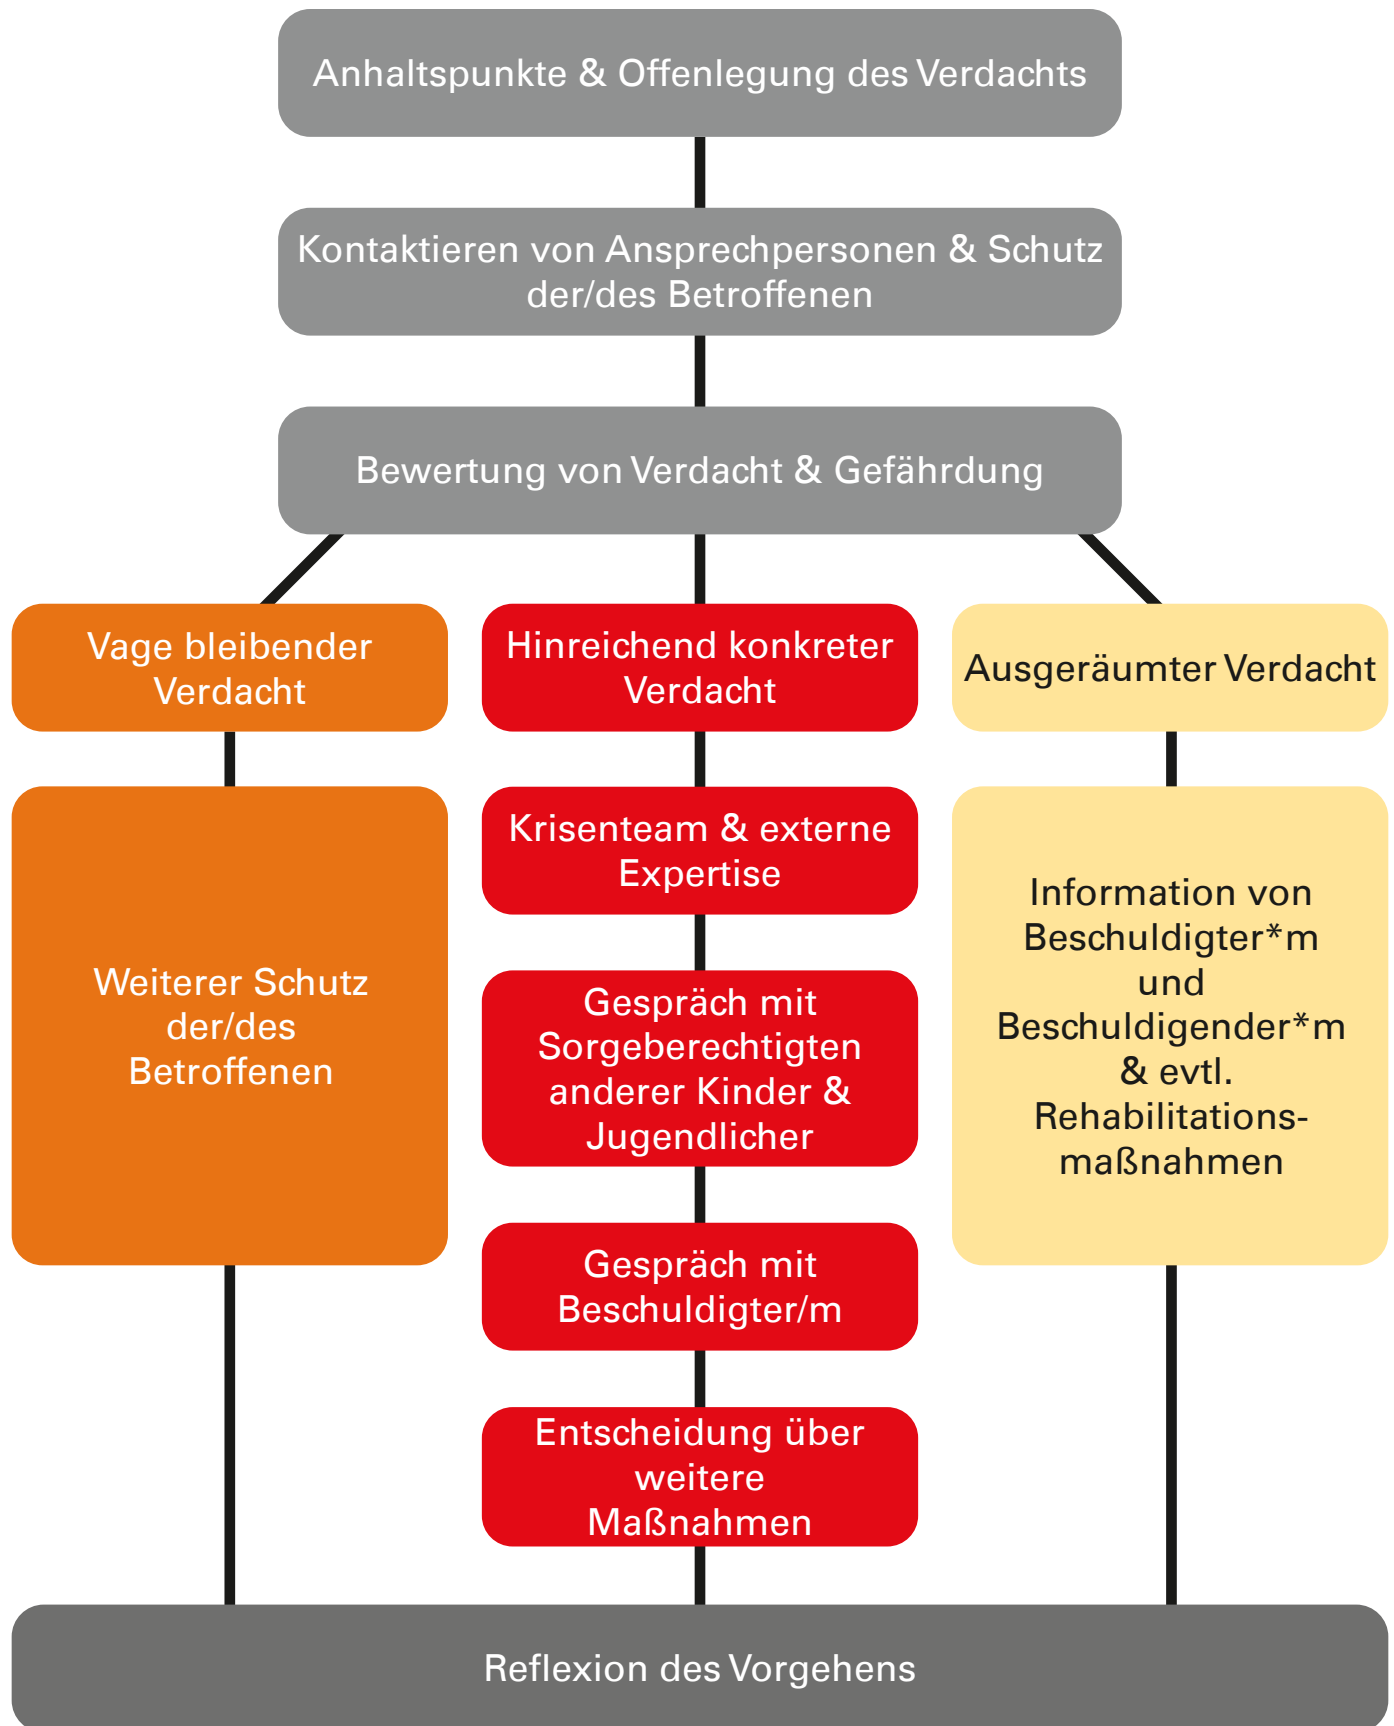 Anhaltspunkte & Offenlegung des Verdachts
Kontaktieren von Ansprechpersonen & Schutz
der/des Betroffenen
Bewertung von Verdacht & Gefährdung
Vage bleibender
Verdacht
Weiterer Schutz
der/des
Betroffenen
Hinreichend konkreter
Verdacht
Krisenteam & externe
Expertise
Gespräch mit
Sorgeberechtigten
anderer Kinder &
Jugendlicher
Gespräch mit
Beschuldigter/m
Entscheidung über
weitere
Maßnahmen
Ausgeräumter Verdacht
Information von
Beschuldigter*m
und
Beschuldigender*m
& evtl.
Rehabilitations-
maßnahmen
Reflexion des Vorgehens